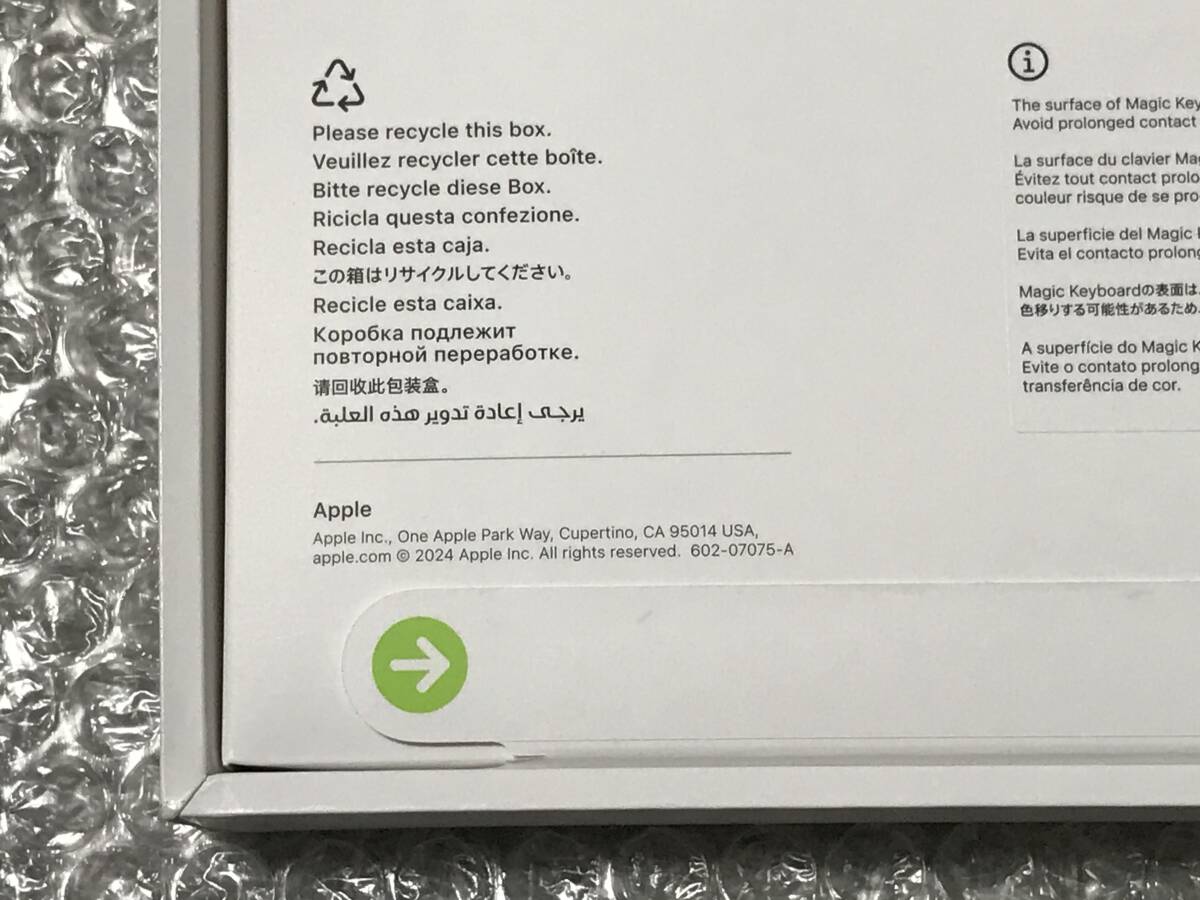 Please recycle this box.
Veuillez recycler cette boîte.
Bitte recycle diese Box.
Ricicla questa confezione.
Recicla esta caja.
この箱はリサイクルしてください。
Recicle esta caixa.
Коробка подлежит
повторной переработке.
请回收此包装盒。
يرجى إعادة تدوير هذه العلبة.
Apple
Apple Inc., One Apple Park Way, Cupertino, CA 95014 USA,
apple.com © 2024 Apple Inc. All rights reserved. 602-07075-A
The surface of Magic Key
Avoid prolonged contact
La surface du clavier Mag
Évitez tout contact prolo
couleur risque de se pro
La superficie del Magic
Evita el contacto prolong
Magic Keyboardの表面は、
色移りする可能性があるため、
A superfície do Magic K
Evite o contato prolong
transferência de cor.